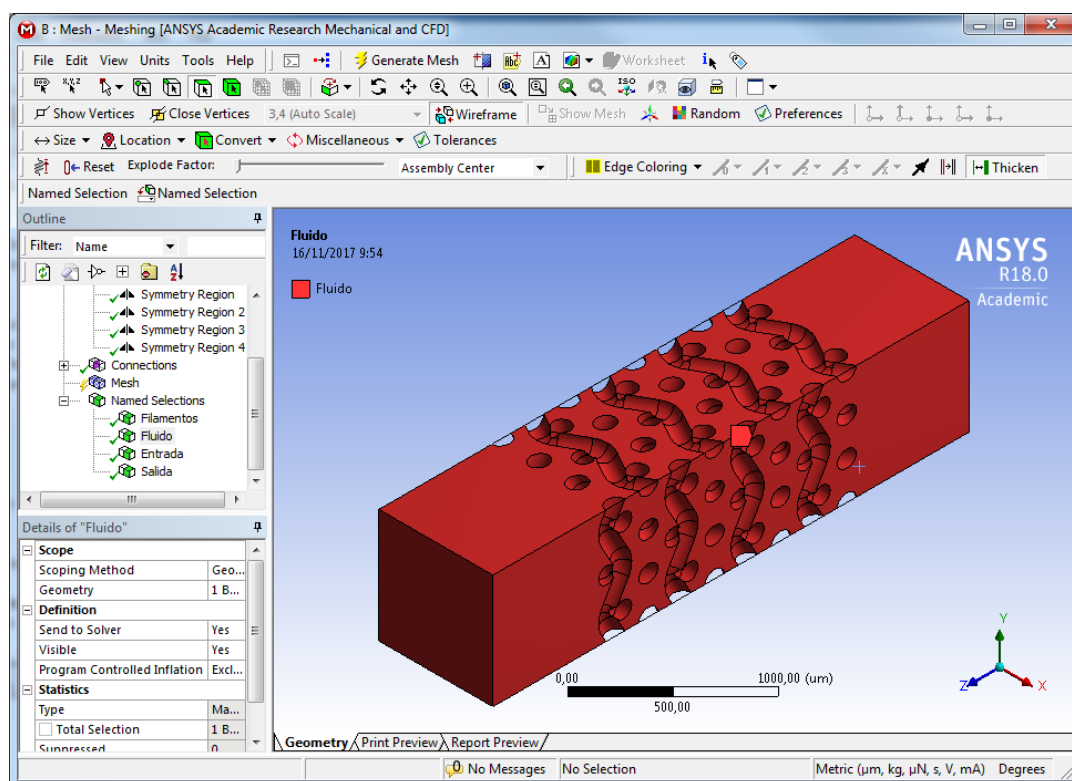 B : Mesh - Meshing [ANSYS Academic Research Mechanical and CFD]
File Edit View Units Tools Help Generate Mesh Worksheet
Show Vertices Close Vertices 3,4 (Auto Scale) Wireframe Show Mesh Random Preferences
Size Location Convert Miscellaneous Tolerances
Reset Explode Factor: Assembly Center Edge Coloring Thicken
Named Selection Named Selection
Outline
Filter: Name
Symmetry Region
Symmetry Region 2
Symmetry Region 3
Symmetry Region 4
Connections
Mesh
Named Selections
Filamentos
Fluido
Entrada
Salida
Details of "Fluido"
Scope
Scoping Method Geo...
Geometry 1 B...
Definition
Send to Solver Yes
Visible Yes
Program Controlled Inflation Excl...
Statistics
Type Ma...
Total Selection 1 B...
Suppressed 0
Fluido
16/11/2017 9:54
Fluido
ANSYS
R18.0
Academic
0,00 1000,00 (um)
500,00
Y
Z X
Geometry Print Preview Report Preview
0 No Messages No Selection Metric (µm, kg, µN, s, V, mA) Degrees